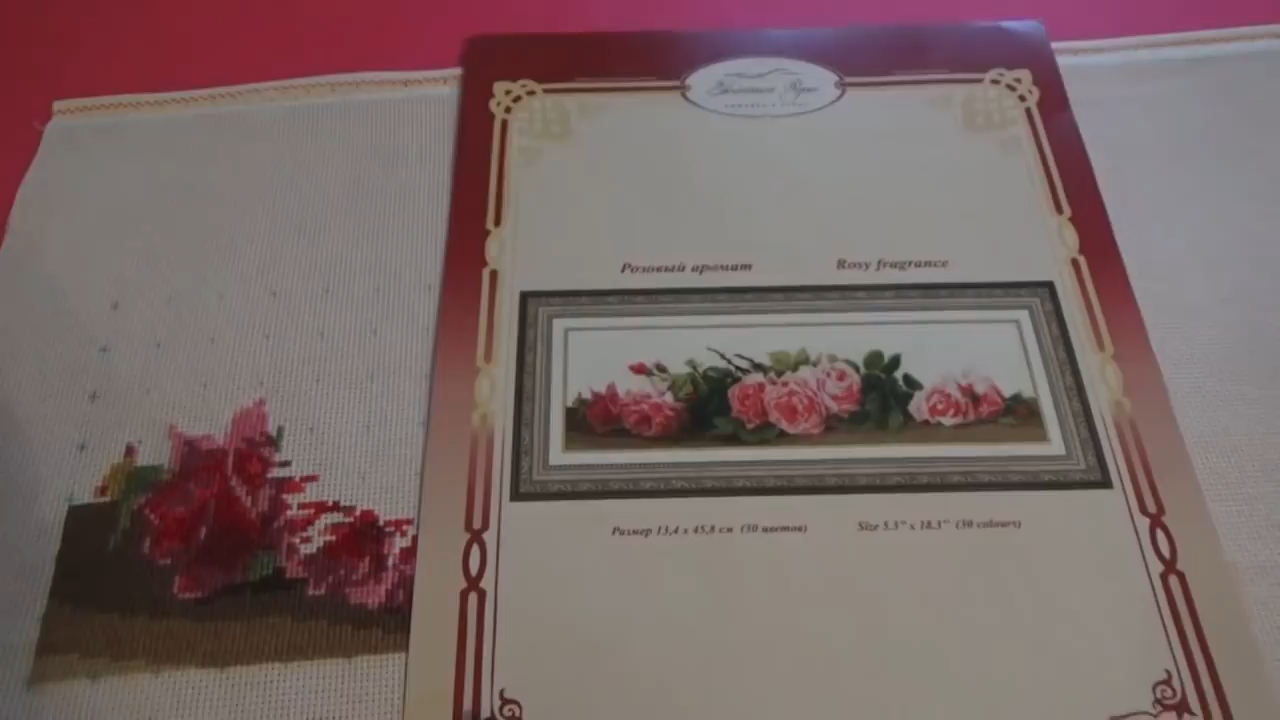 Розовый аромат
Rosy fragrance
Размер 13,4 x 45,8 см (30 цветов)
Size 5.3" x 18.3" (30 colours)